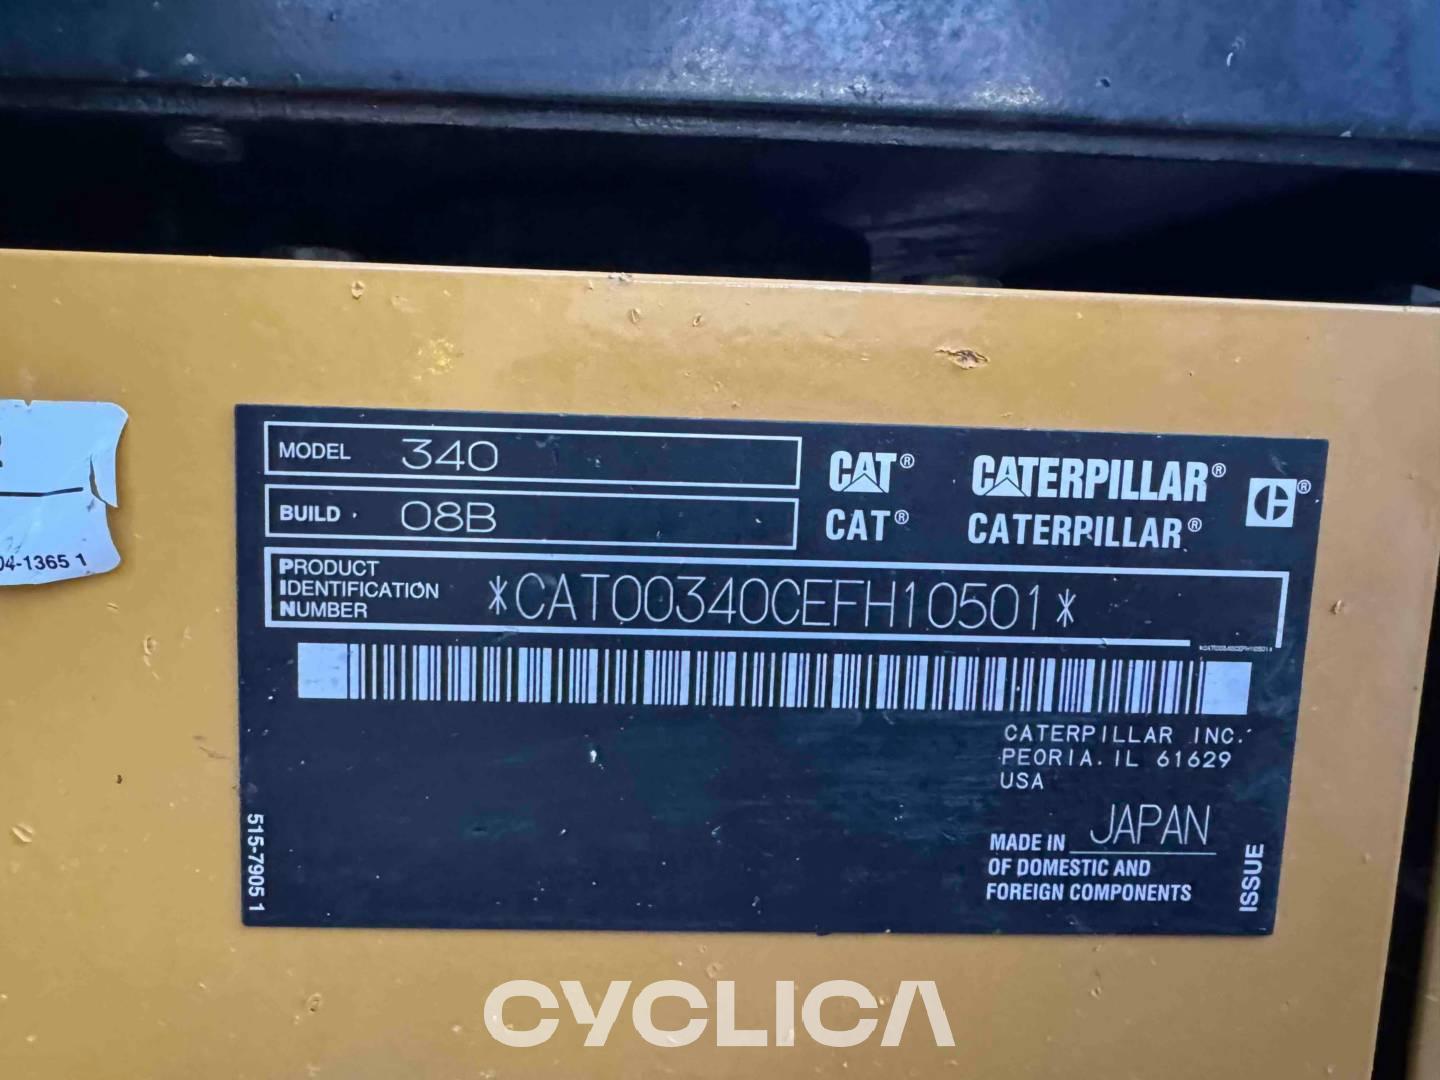 MODEL 340
BUILD 08B
CAT® CATERPILLAR® ®
CAT® CATERPILLAR®
PRODUCT
IDENTIFICATION
NUMBER
*CAT00340CEFH10501*
*CAT00340CEFH10501*
CATERPILLAR INC.
PEORIA. IL 61629
USA
MADE IN JAPAN
OF DOMESTIC AND
FOREIGN COMPONENTS
ISSUE
515-7905 1
04-1365 1
CYCLICA